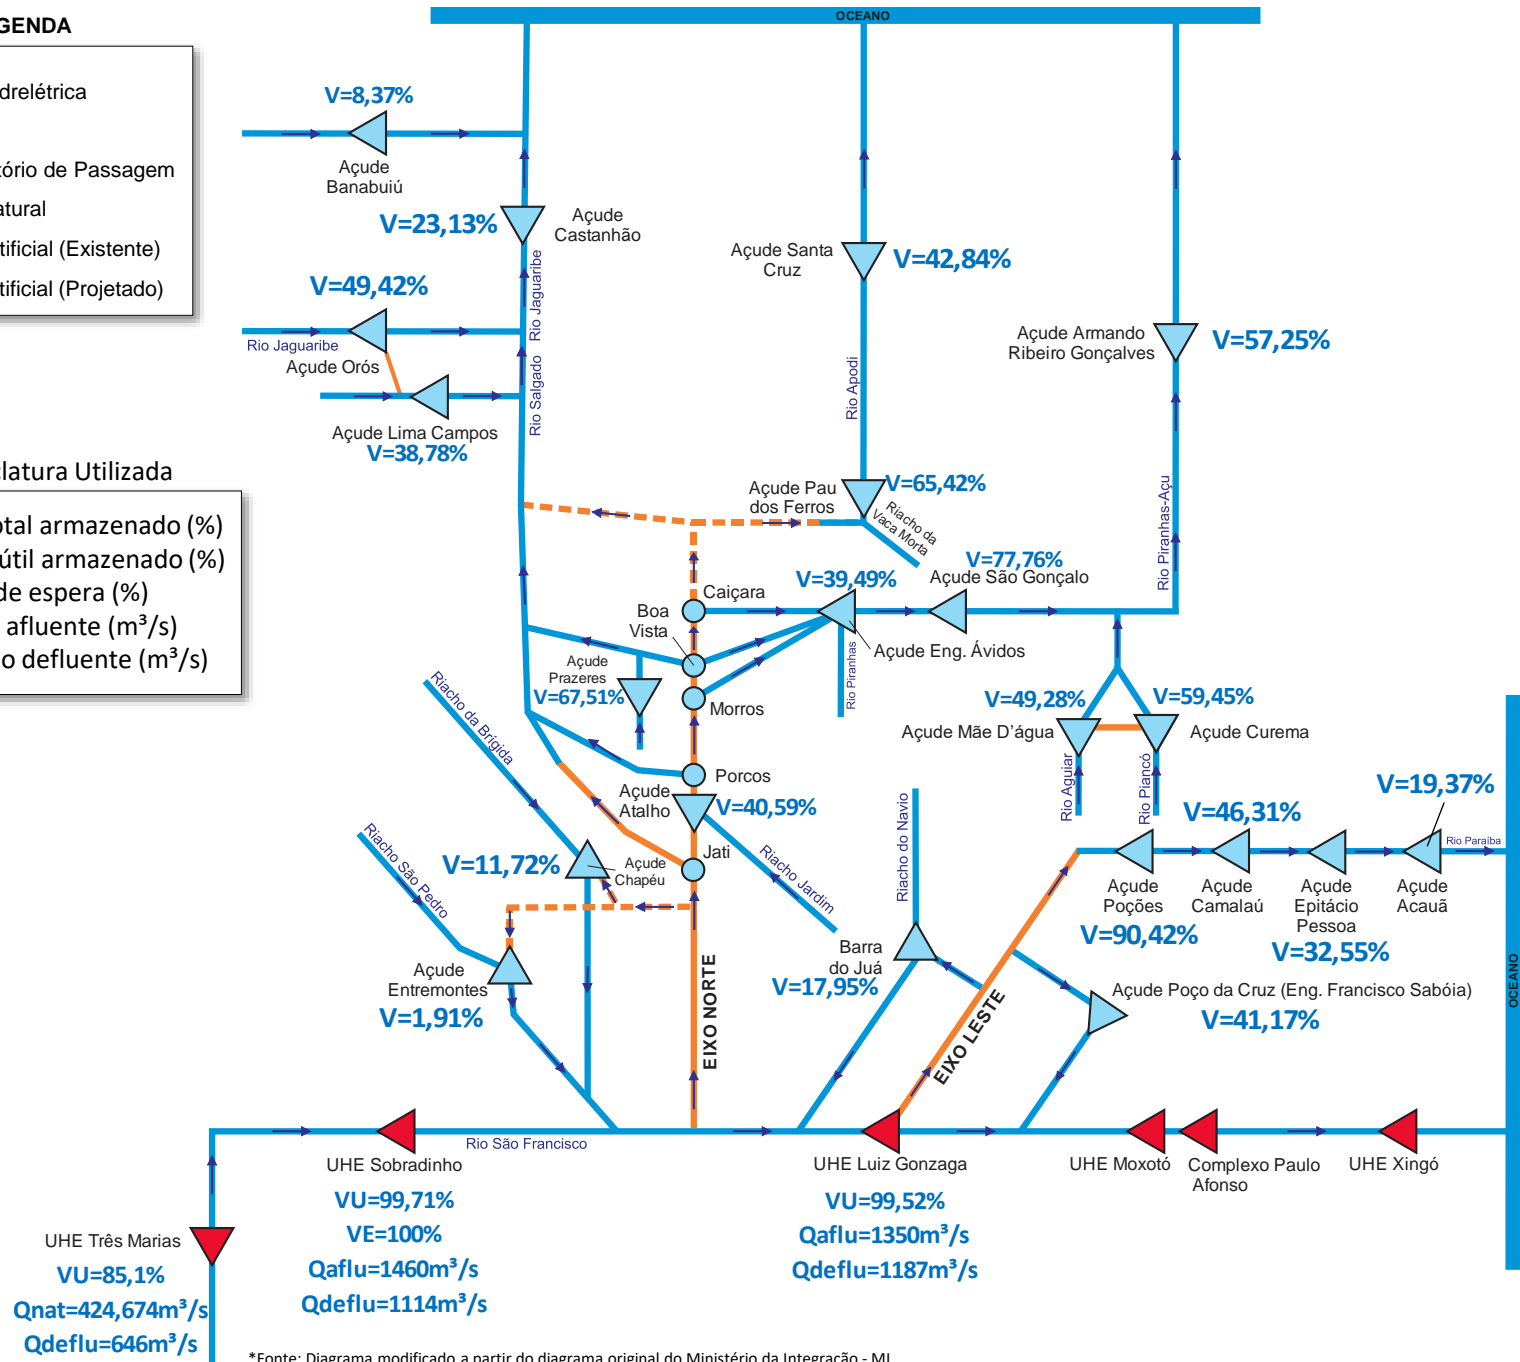 GENDA
drelétrica
tório de Passagem
atural
tificial (Existente)
tificial (Projetado)
clatura Utilizada
otal armazenado (%)
útil armazenado (%)
de espera (%)
afluente (m³/s)
o defluente (m³/s)
OCEANO
V=8,37%
Açude
Banabuiú
V=23,13%
Açude
Castanhão
Rio Jaguaribe
V=49,42%
Rio Jaguaribe
Açude Orós
Rio Salgado
Açude Lima Campos
V=38,78%
Açude Santa
Cruz
V=42,84%
Rio Apodi
Açude Armando
Ribeiro Gonçalves
V=57,25%
Rio Piranhas-Açu
Açude Pau
dos Ferros
V=65,42%
Riacho da
Vaca Morta
V=77,76%
Açude São Gonçalo
V=39,49%
Açude Eng. Ávidos
Rio Piranhas
Caiçara
Boa
Vista
Morros
Açude
Prazeres
V=67,51%
Porcos
Açude
Atalho
V=40,59%
Jati
Riacho Jardim
Riacho da Brígida
Riacho São Pedro
V=11,72%
Açude
Chapéu
Açude
Entremontes
V=1,91%
EIXO NORTE
V=49,28%
V=59,45%
Açude Mãe D'água
Açude Curema
Rio Aguiar
Rio Piancó
V=19,37%
V=46,31%
Rio Paraíba
Açude
Poções
V=90,42%
Açude
Camalaú
Açude
Epitácio
Pessoa
V=32,55%
Açude
Acauã
Riacho do Navio
Barra
do Juá
V=17,95%
EIXO LESTE
Açude Poço da Cruz (Eng. Francisco Sabóia)
V=41,17%
OCEANO
Rio São Francisco
UHE Sobradinho
VU=99,71%
VE=100%
Qaflu=1460m³/s
Qdeflu=1114m³/s
UHE Luiz Gonzaga
VU=99,52%
Qaflu=1350m³/s
Qdeflu=1187m³/s
UHE Moxotó
Complexo Paulo
Afonso
UHE Xingó
UHE Três Marias
VU=85,1%
Qnat=424,674m³/s
Qdeflu=646m³/s
*Fonte: Diagrama modificado a partir do diagrama original do Ministério da Integração - MI